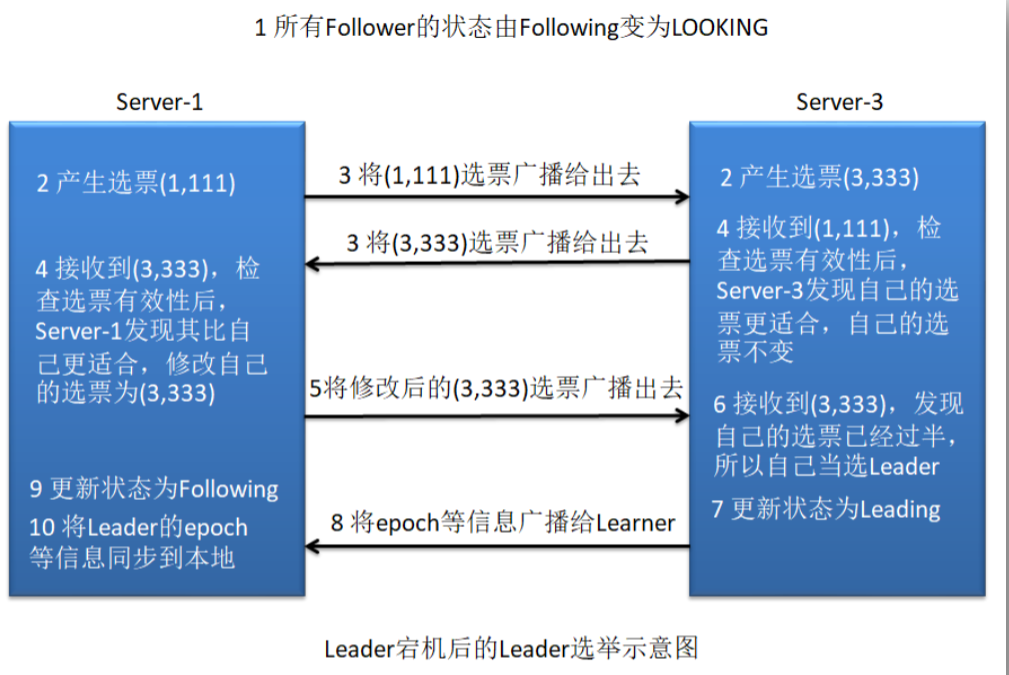 1 所有Follower的状态由Following变为LOOKING
Server-1
Server-3
2 产生选票(1,111)
3 将(1,111)选票广播给出去
2 产生选票(3,333)
3 将(3,333)选票广播给出去
4 接收到(3,333)，检
查选票有效性后，
Server-1发现其比自
己更适合，修改自己
的选票为(3,333)
4 接收到(1,111)，检
查选票有效性后，
Server-3发现自己的选
票更适合，自己的选
票不变
5将修改后的(3,333)选票广播出去
6 接收到(3,333)，发现
自己的选票已经过半，
所以自己当选Leader
7 更新状态为Leading
8 将epoch等信息广播给Learner
9 更新状态为Following
10 将Leader的epoch
等信息同步到本地
Leader宕机后的Leader选举示意图